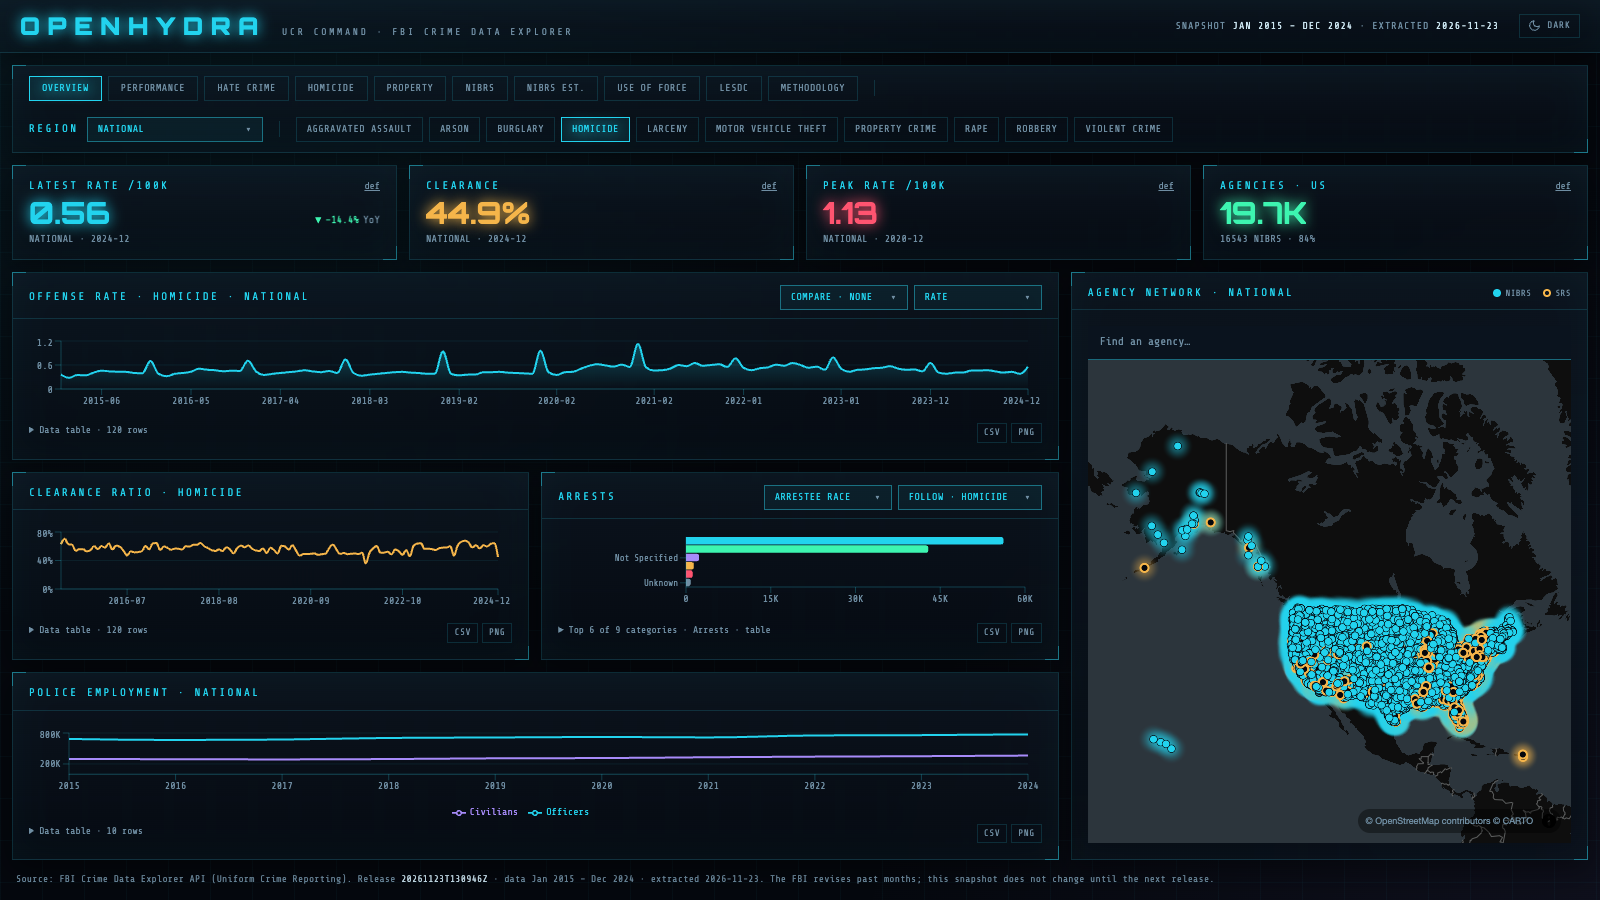 OPENHYDRA
UCR COMMAND · FBI CRIME DATA EXPLORER
SNAPSHOT JAN 2015 – DEC 2024 · EXTRACTED 2026-11-23
DARK
OVERVIEW PERFORMANCE HATE CRIME HOMICIDE PROPERTY NIBRS NIBRS EST. USE OF FORCE LESDC METHODOLOGY
REGION NATIONAL AGGRAVATED ASSAULT ARSON BURGLARY HOMICIDE LARCENY MOTOR VEHICLE THEFT PROPERTY CRIME RAPE ROBBERY VIOLENT CRIME
LATEST RATE /100K def
0.56 ▼ -14.4% YoY
NATIONAL · 2024-12
CLEARANCE def
44.9%
NATIONAL · 2024-12
PEAK RATE /100K def
1.13
NATIONAL · 2020-12
AGENCIES · US def
19.7K
16543 NIBRS · 84%
OFFENSE RATE · HOMICIDE · NATIONAL COMPARE · NONE RATE
1.2
0.6
0
2015-06 2016-05 2017-04 2018-03 2019-02 2020-02 2021-02 2022-01 2023-01 2023-12 2024-12
▶ Data table · 120 rows CSV PNG
CLEARANCE RATIO · HOMICIDE
80%
40%
0%
2016-07 2018-08 2020-09 2022-10 2024-12
▶ Data table · 120 rows CSV PNG
ARRESTS ARRESTEE RACE FOLLOW · HOMICIDE
Not Specified
Unknown
0 15K 30K 45K 60K
▶ Top 6 of 9 categories · Arrests · table CSV PNG
POLICE EMPLOYMENT · NATIONAL
800K
200K
2015 2016 2017 2018 2019 2020 2021 2022 2023 2024
Civilians Officers
▶ Data table · 10 rows CSV PNG
AGENCY NETWORK · NATIONAL NIBRS SRS
Find an agency…
© OpenStreetMap contributors © CARTO
Source: FBI Crime Data Explorer API (Uniform Crime Reporting). Release 20261123T130946Z · data Jan 2015 – Dec 2024 · extracted 2026-11-23. The FBI revises past months; this snapshot does not change until the next release.